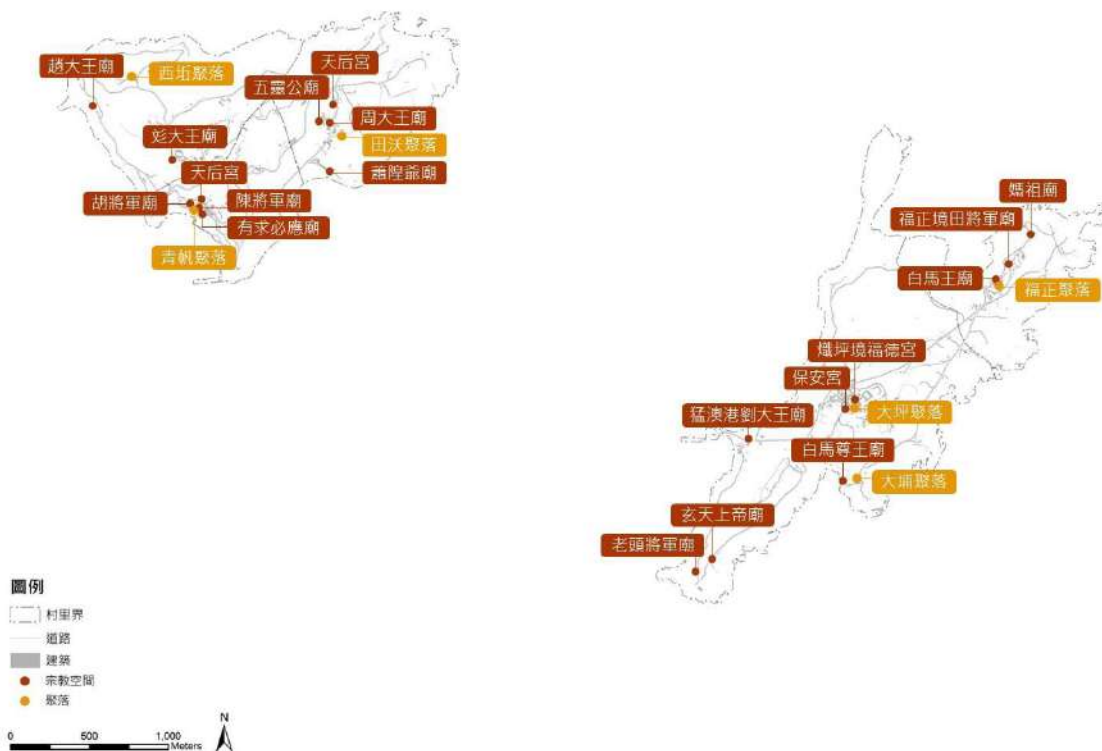 趙大王廟
西坵聚落
天后宮
五靈公廟
周大王廟
田沃聚落
彭大王廟
天后宮
蕭隍爺廟
胡將軍廟
陳將軍廟
有求必應廟
青帆聚落
媽祖廟
福正境田將軍廟
白馬王廟
福正聚落
熾坪境福德宮
保安宮
大坪聚落
猛澳港劉大王廟
白馬尊王廟
大埔聚落
玄天上帝廟
老頭將軍廟
圖例
村里界
道路
建築
宗教空間
聚落
0 500 1,000
Meters
N